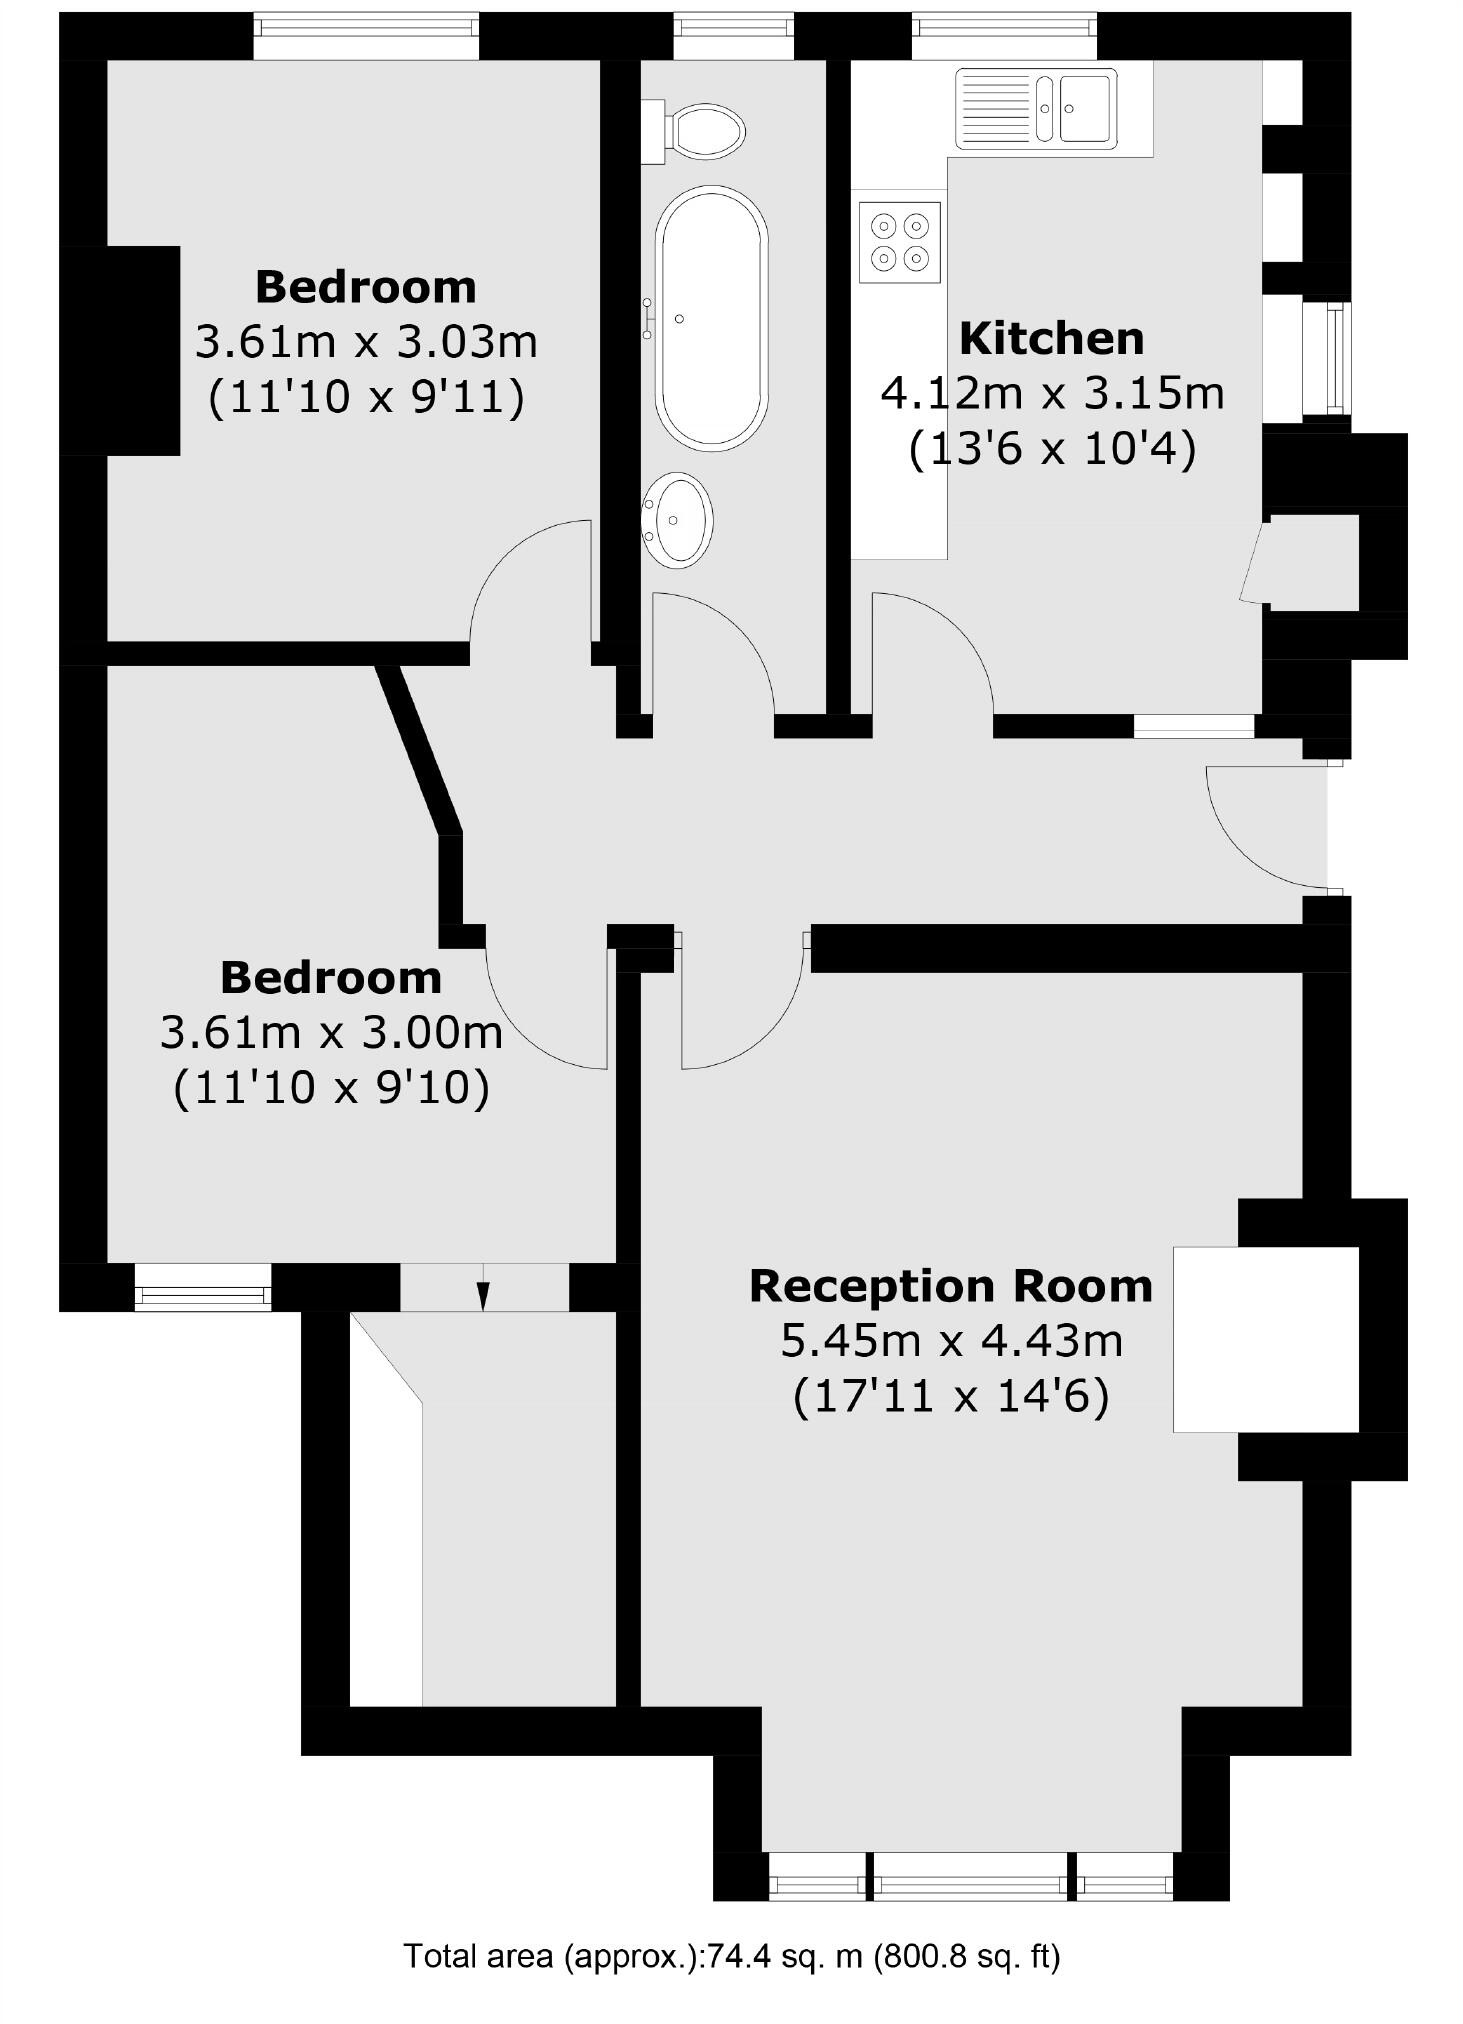 Bedroom
3.61m x 3.03m
(11'10 x 9'11)
Kitchen
4.12m x 3.15m
(13'6 x 10'4)
Bedroom
3.61m x 3.00m
(11'10 x 9'10)
Reception Room
5.45m x 4.43m
(17'11 x 14'6)
Total area (approx.):74.4 sq. m (800.8 sq. ft)